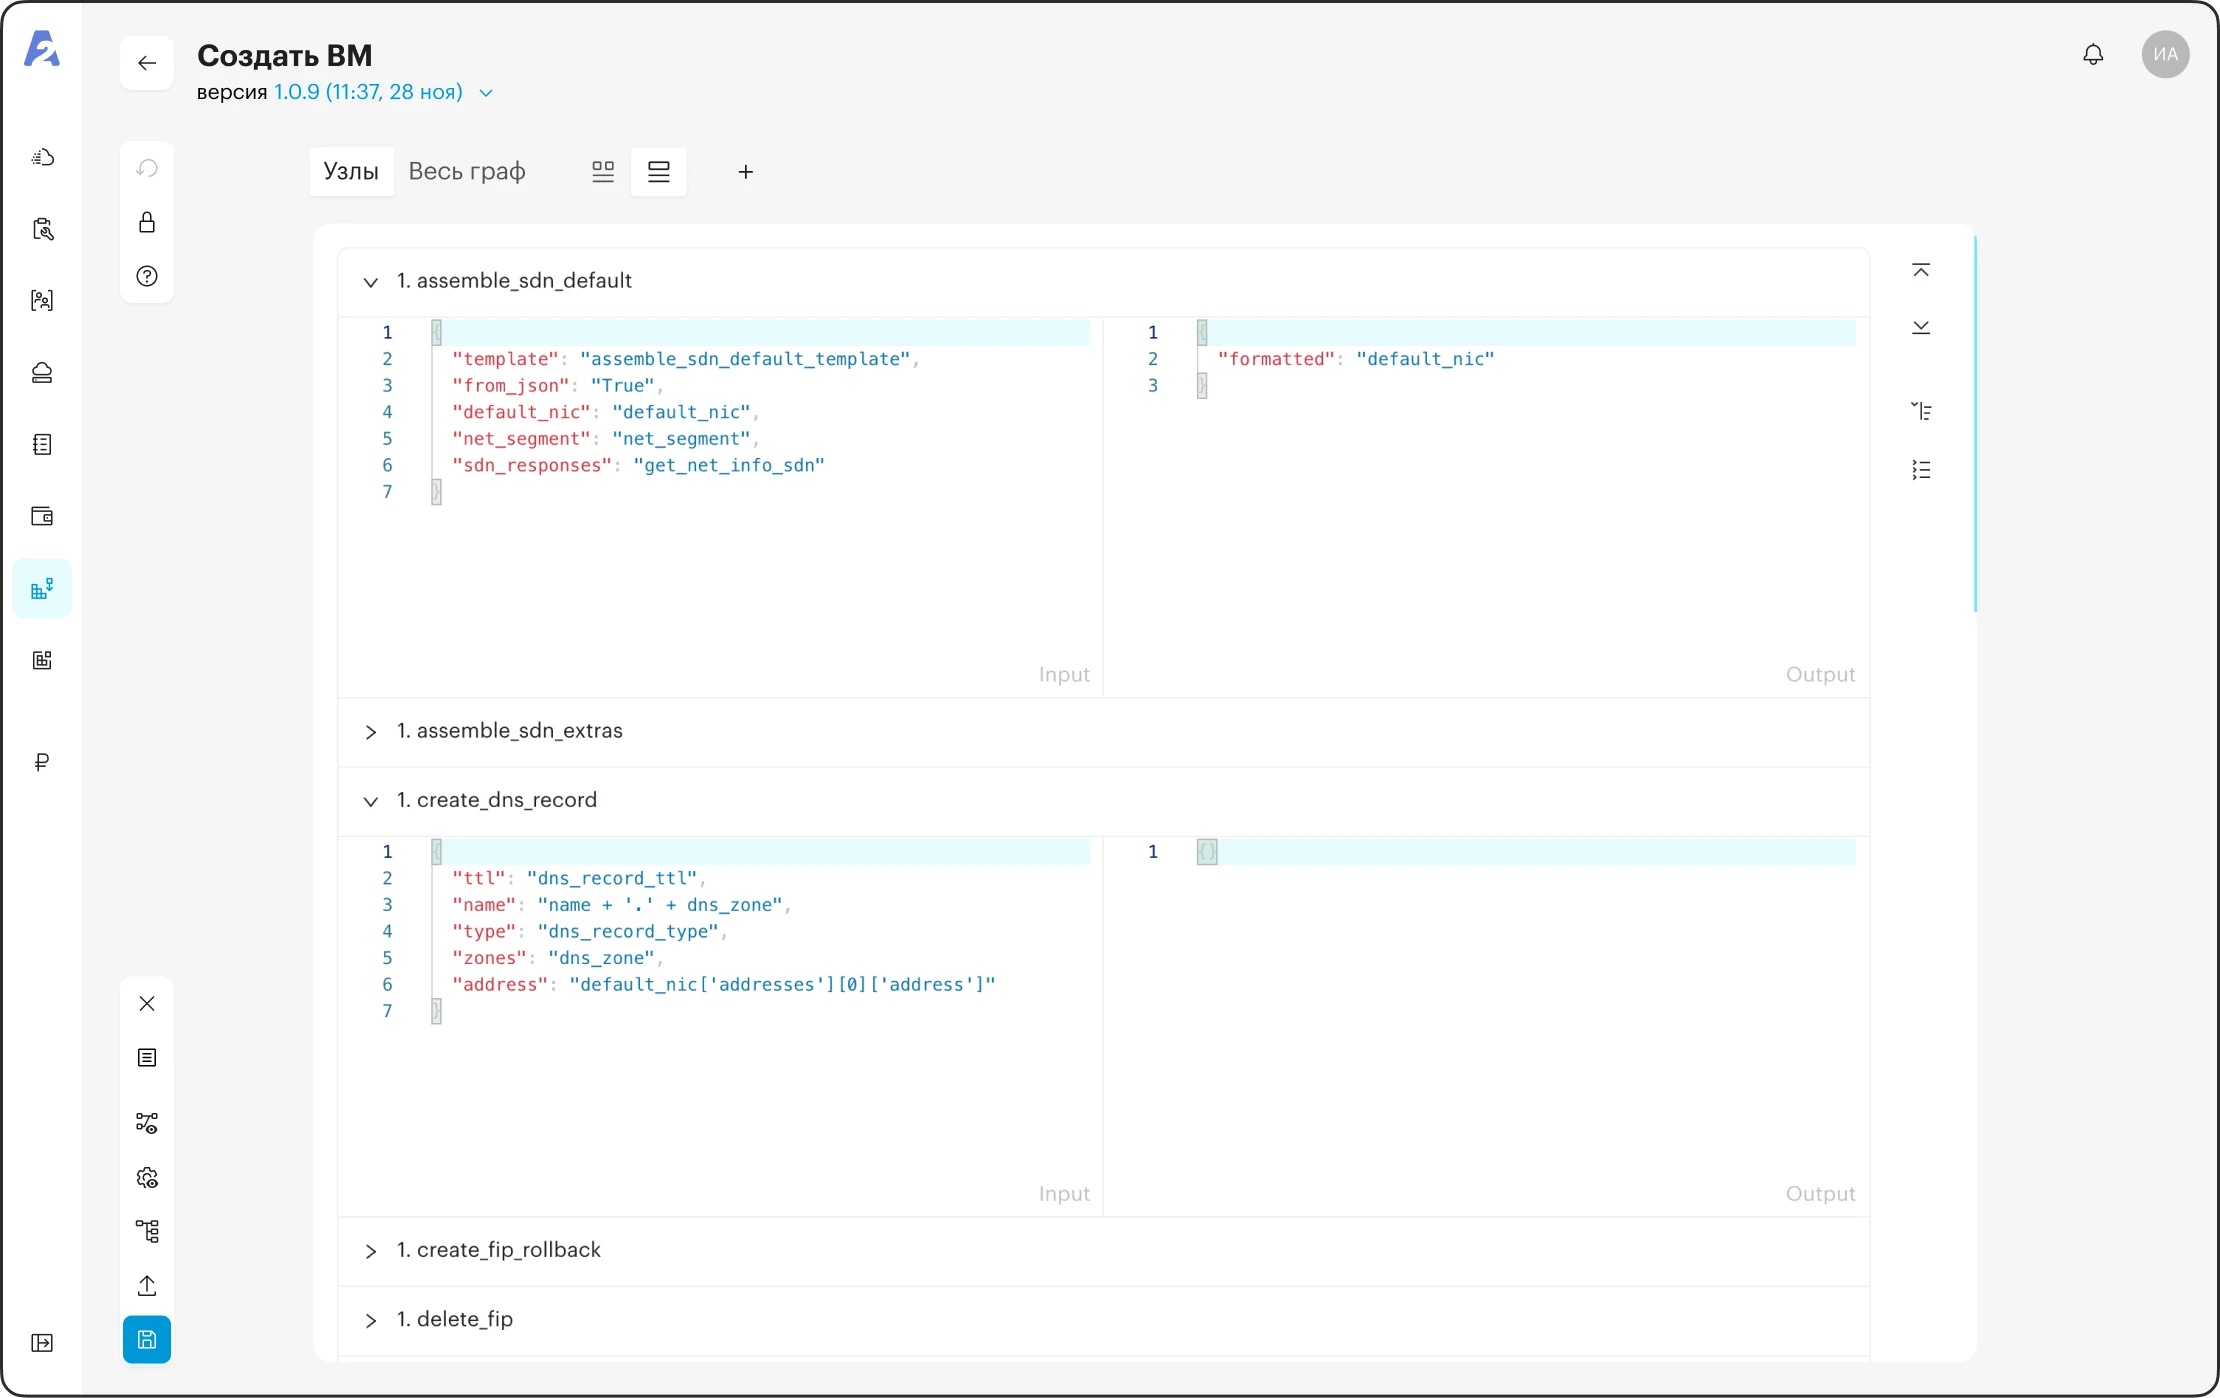 Создать ВМ
ИА
версия 1.0.9 (11:37, 28 ноя)
Узлы Весь граф
1. assemble_sdn_default
1 {
2 "template": "assemble_sdn_default_template",
3 "from_json": "True",
4 "default_nic": "default_nic",
5 "net_segment": "net_segment",
6 "sdn_responses": "get_net_info_sdn"
7 }
Input
1 {
2 "formatted": "default_nic"
3 }
Output
1. assemble_sdn_extras
1. create_dns_record
1 {
2 "ttl": "dns_record_ttl",
3 "name": "name + '.' + dns_zone",
4 "type": "dns_record_type",
5 "zones": "dns_zone",
6 "address": "default_nic['addresses'][0]['address']"
7 }
Input
1 {}
Output
1. create_fip_rollback
1. delete_fip